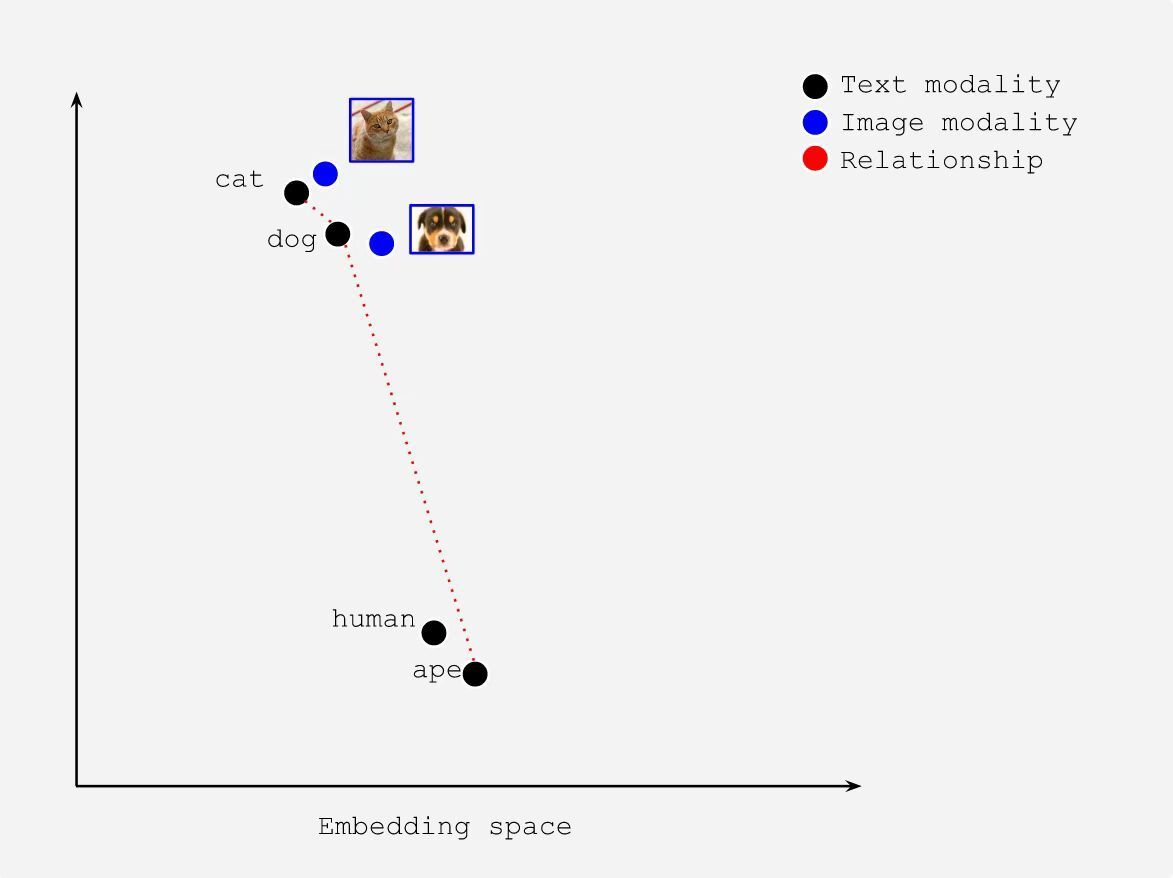 Text modality
Image modality
Relationship
cat
dog
human
ape
Embedding space